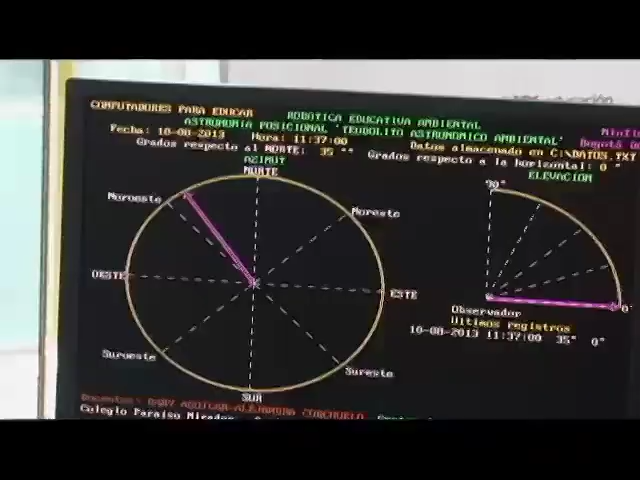 COMPUTADORES PARA EDUCAR
ROBOTICA EDUCATIVA AMBIENTAL
ASTRONOMIA POSICIONAL 'TEODOLITO ASTRONOMICO AMBIENTAL'
Fecha: 10-08-2013 Hora: 11:37:00 Datos almacenado en C:\DATOS.TXT
Grados respecto al NORTE: 35 ° Grados respecto a la horizontal: 0 °
AZIMUT
ELEVACION
NORTE
90°
Noroeste
Noreste
OESTE
ESTE
0°
Observador
Ultimos registros
10-08-2013 11:37:00 35° 0°
Suroeste
Sureste
SUR
Colegio Paraiso Mirador